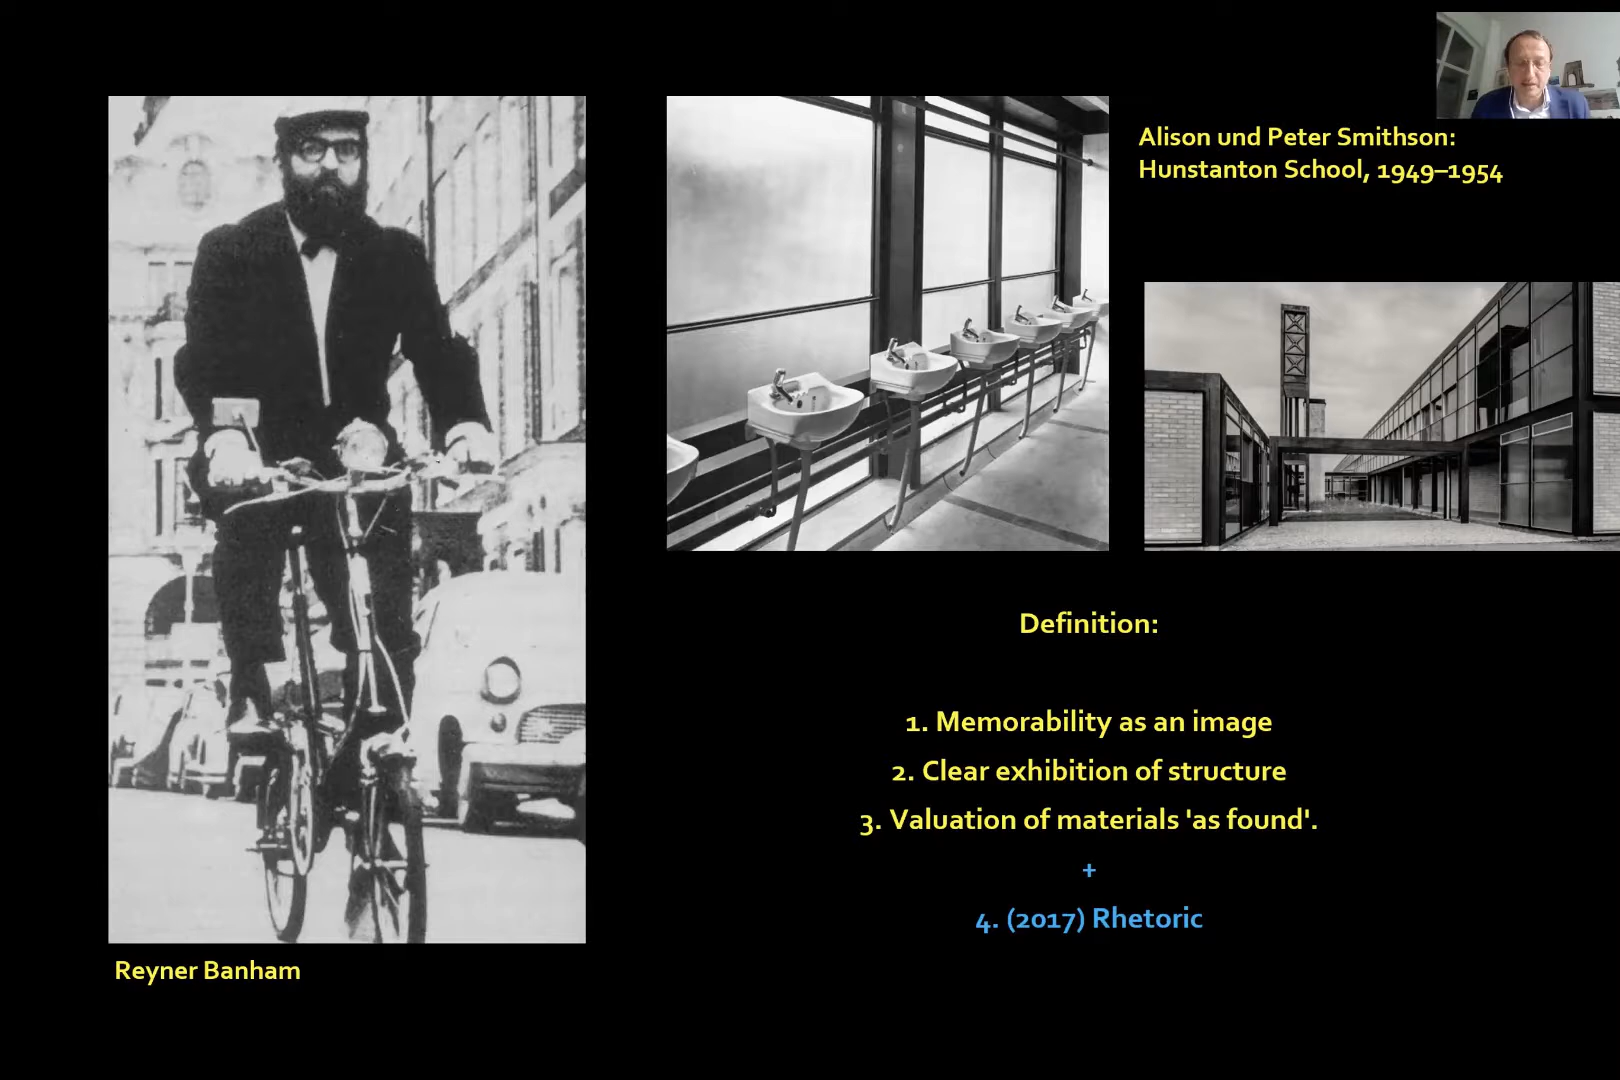 Alison und Peter Smithson:
Hunstanton School, 1949–1954
Definition:
1. Memorability as an image
2. Clear exhibition of structure
3. Valuation of materials 'as found'.
+
4. (2017) Rhetoric
Reyner Banham